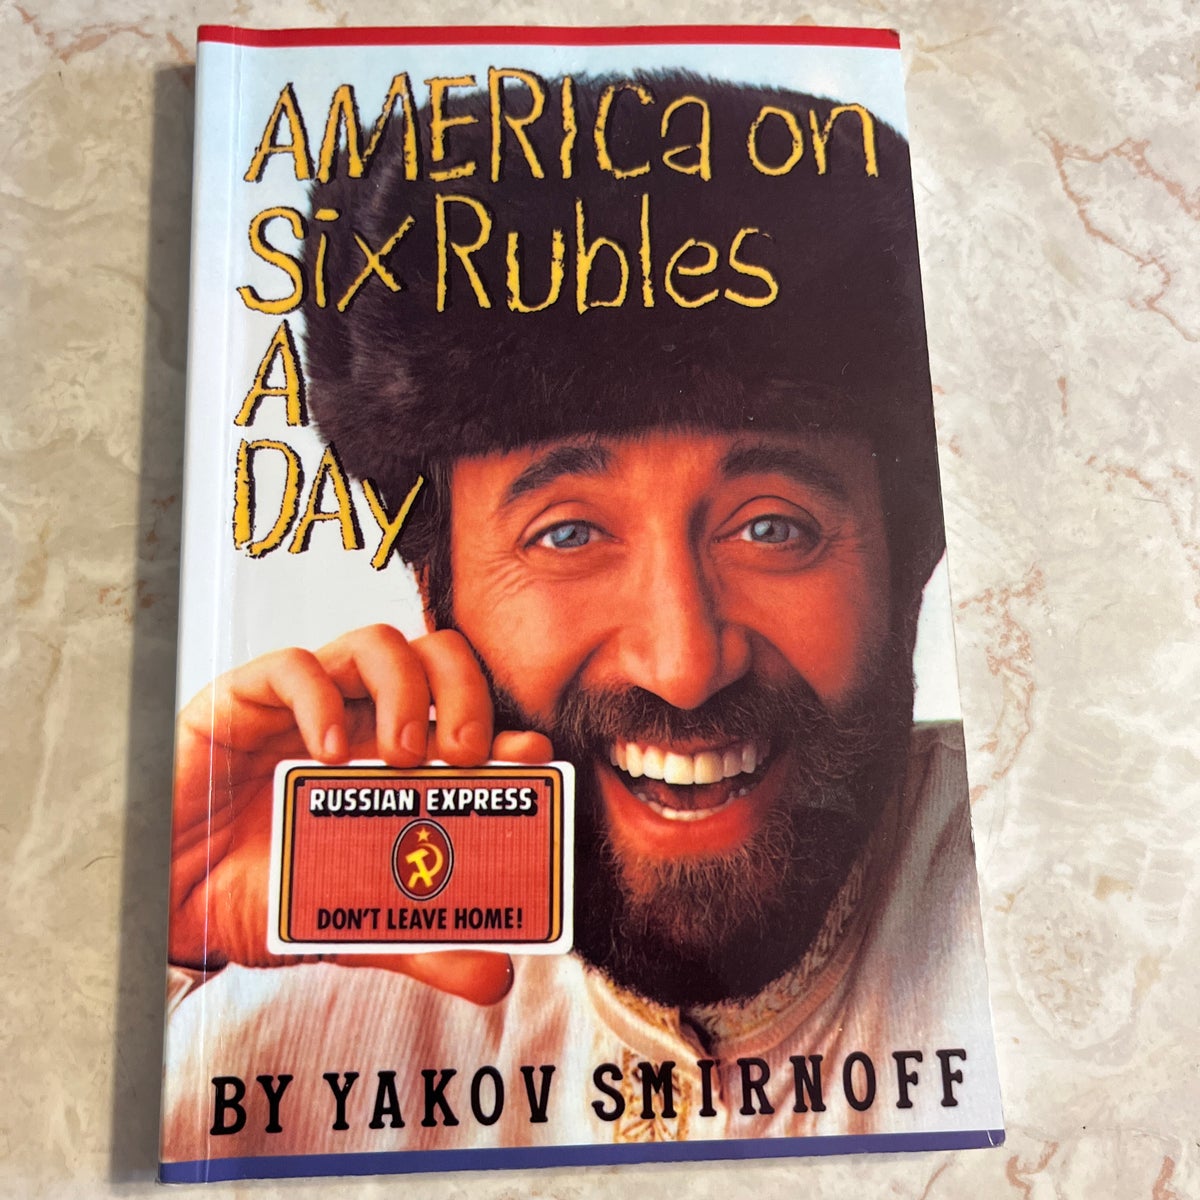 AMERICa on
Six Rubles
A
DAy
RUSSIAN EXPRESS
DON'T LEAVE HOME!
BY YAKOV SMIRNOFF